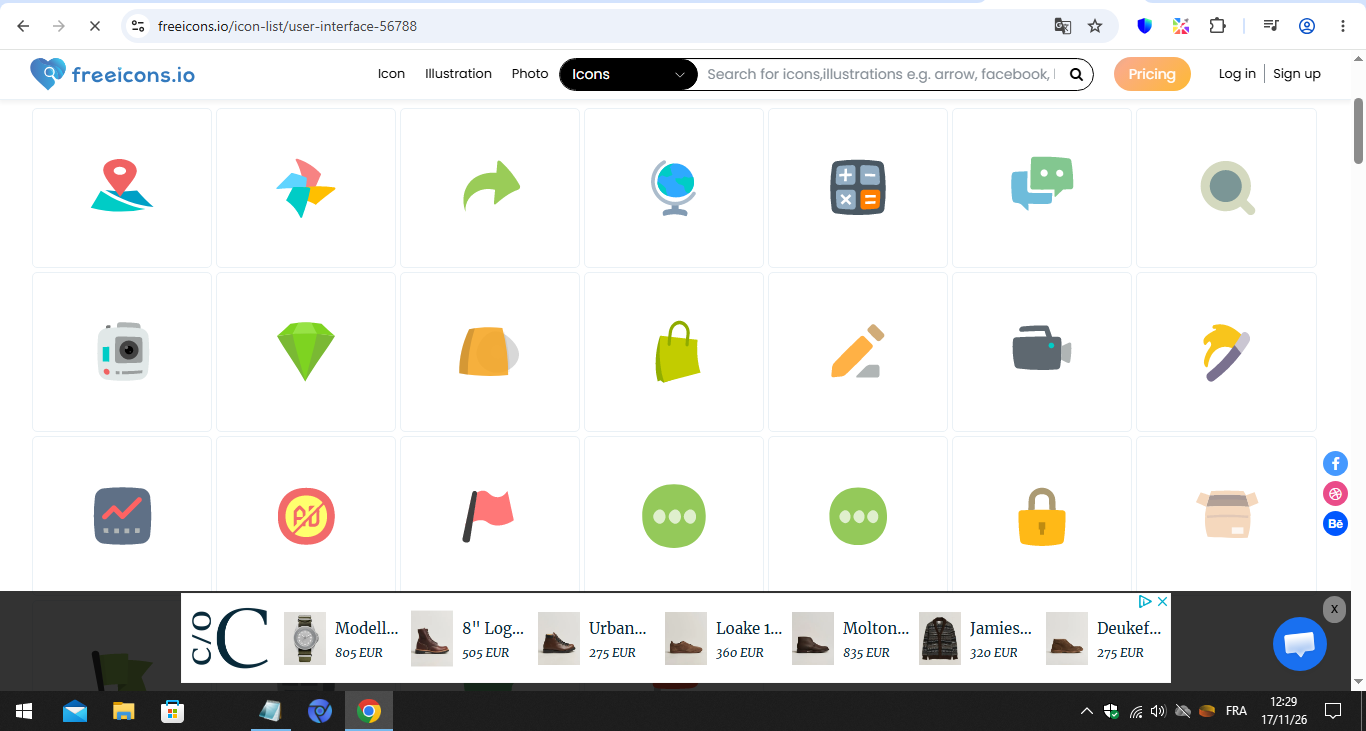 freeicons.io/icon-list/user-interface-56788
freeicons.io
Icon
Illustration
Photo
Icons
Search for icons,illustrations e.g. arrow, facebook,
Pricing
Log in
Sign up
AD
Bē
x
C/O
C
Modell...
805 EUR
8" Log...
505 EUR
Urban...
275 EUR
Loake 1...
360 EUR
Molton...
835 EUR
Jamies...
320 EUR
Deukef...
275 EUR
FRA
12:29
17/11/26